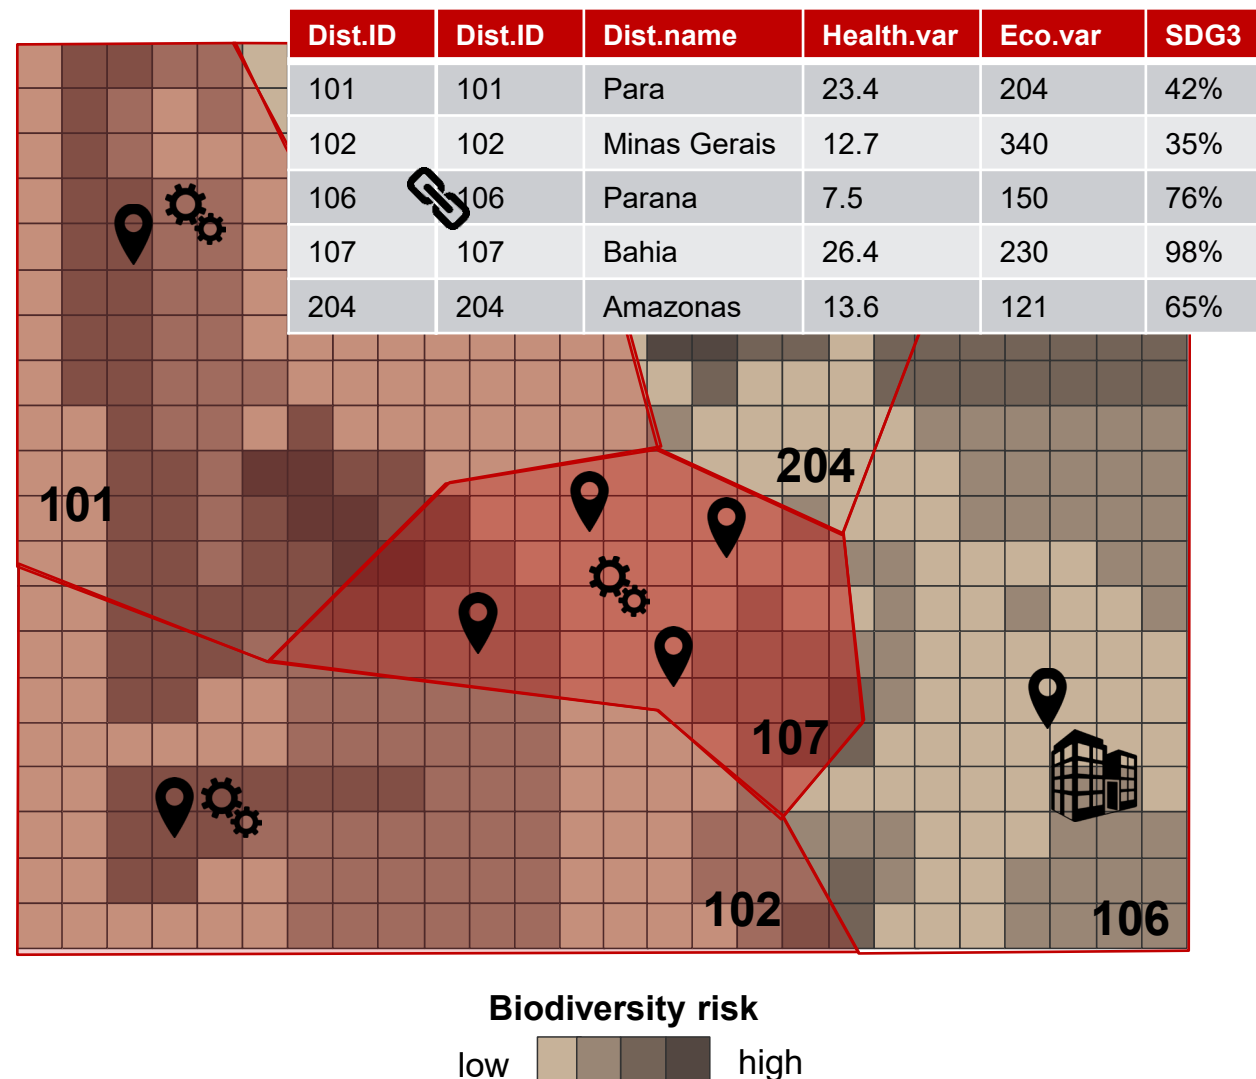 Dist.ID Dist.ID Dist.name Health.var Eco.var SDG3
101 101 Para 23.4 204 42%
102 102 Minas Gerais 12.7 340 35%
106 106 Parana 7.5 150 76%
107 107 Bahia 26.4 230 98%
204 204 Amazonas 13.6 121 65%
204
101
107
102
106
Biodiversity risk
low high